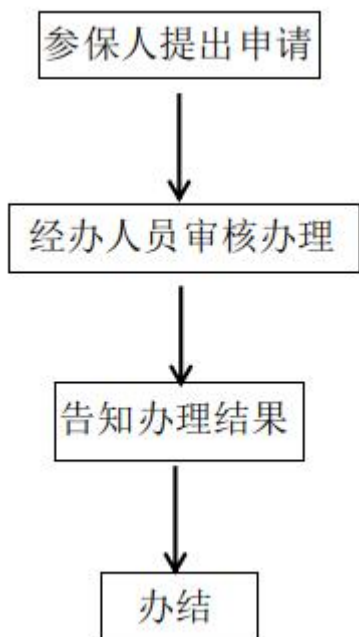 参保人提出申请
经办人员审核办理
告知办理结果
办结